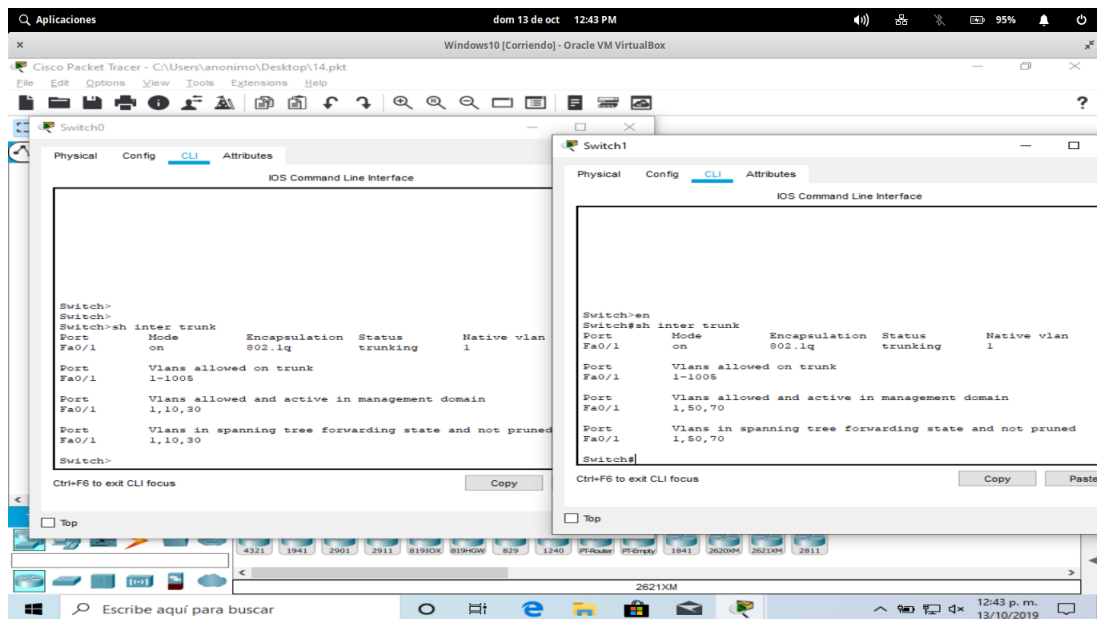 Aplicaciones dom 13 de oct 12:43 PM 95%
Windows10 [Corriendo] - Oracle VM VirtualBox
Cisco Packet Tracer - C:\Users\anonimo\Desktop\14.pkt
File Edit Options View Tools Extensions Help
?
Switch0
Physical Config CLI Attributes
IOS Command Line Interface
Switch>
Switch>
Switch>sh inter trunk
Port Mode Encapsulation Status Native vlan
Fa0/1 on 802.1q trunking 1
Port Vlans allowed on trunk
Fa0/1 1-1005
Port Vlans allowed and active in management domain
Fa0/1 1,10,30
Port Vlans in spanning tree forwarding state and not pruned
Fa0/1 1,10,30
Switch>
Ctrl+F6 to exit CLI focus Copy
Top
Switch1
Physical Config CLI Attributes
IOS Command Line Interface
Switch>en
Switch#sh inter trunk
Port Mode Encapsulation Status Native vlan
Fa0/1 on 802.1q trunking 1
Port Vlans allowed on trunk
Fa0/1 1-1005
Port Vlans allowed and active in management domain
Fa0/1 1,50,70
Port Vlans in spanning tree forwarding state and not pruned
Fa0/1 1,50,70
Switch#
Ctrl+F6 to exit CLI focus Copy Paste
Top
4321 1941 2901 2911 819IOX 819HGW 829 1240 PT-Router PT-Empty 1841 2620XM 2621XM 2811
2621XM
Escribe aquí para buscar 12:43 p. m.
13/10/2019